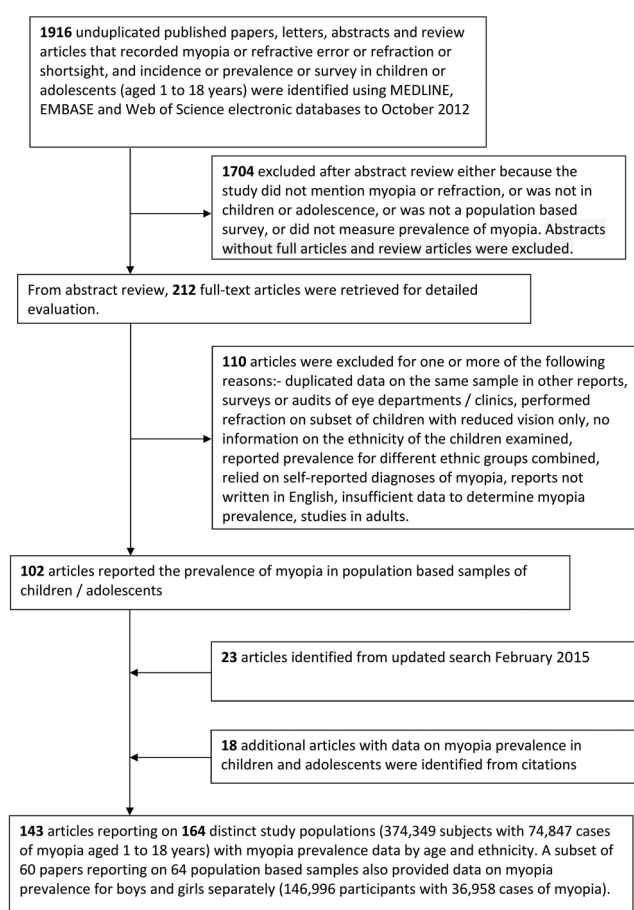 1916 unduplicated published papers, letters, abstracts and review
articles that recorded myopia or refractive error or refraction or
shortsight, and incidence or prevalence or survey in children or
adolescents (aged 1 to 18 years) were identified using MEDLINE,
EMBASE and Web of Science electronic databases to October 2012
1704 excluded after abstract review either because the
study did not mention myopia or refraction, or was not in
children or adolescence, or was not a population based
survey, or did not measure prevalence of myopia. Abstracts
without full articles and review articles were excluded.
From abstract review, 212 full-text articles were retrieved for detailed
evaluation.
110 articles were excluded for one or more of the following
reasons:- duplicated data on the same sample in other reports,
surveys or audits of eye departments / clinics, performed
refraction on subset of children with reduced vision only, no
information on the ethnicity of the children examined,
reported prevalence for different ethnic groups combined,
relied on self-reported diagnoses of myopia, reports not
written in English, insufficient data to determine myopia
prevalence, studies in adults.
102 articles reported the prevalence of myopia in population based samples of
children / adolescents
23 articles identified from updated search February 2015
18 additional articles with data on myopia prevalence in
children and adolescents were identified from citations
143 articles reporting on 164 distinct study populations (374,349 subjects with 74,847 cases
of myopia aged 1 to 18 years) with myopia prevalence data by age and ethnicity. A subset of
60 papers reporting on 64 population based samples also provided data on myopia
prevalence for boys and girls separately (146,996 participants with 36,958 cases of myopia).